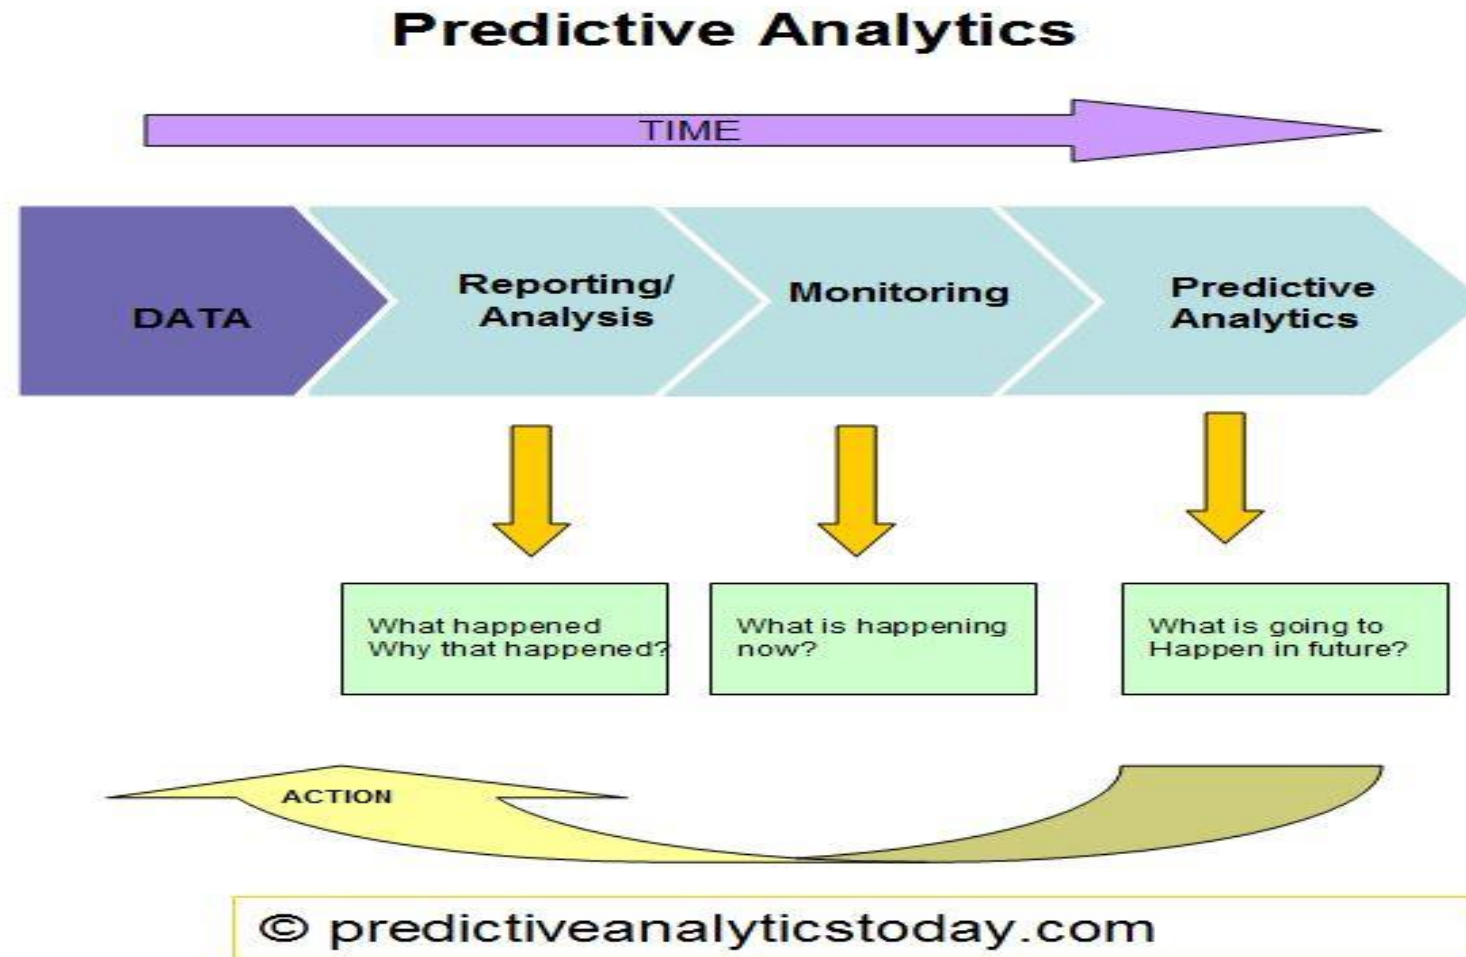 Predictive Analytics
TIME
DATA
Reporting/
Analysis
Monitoring
Predictive
Analytics
What happened
Why that happened?
What is happening
now?
What is going to
Happen in future?
ACTION
© predictiveanalyticstoday.com